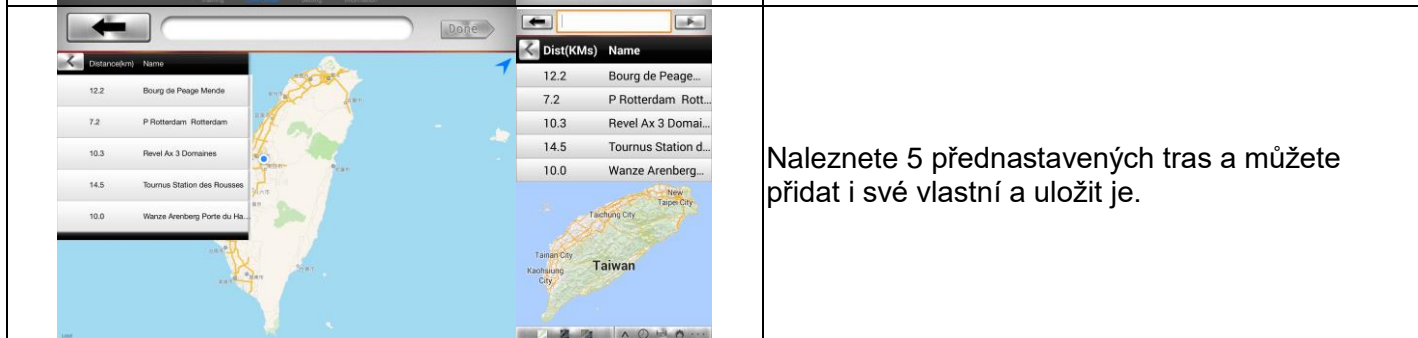 Done
Distance(km) Name
12.2 Bourg de Peage Mende
7.2 P Rotterdam Rotterdam
10.3 Revel Ax 3 Domaines
14.5 Tournus Station des Rousses
10.0 Wanze Arenberg Porte du Ha...
Legal
Dist(KMs) Name
12.2 Bourg de Peage...
7.2 P Rotterdam Rott...
10.3 Revel Ax 3 Domai...
14.5 Tournus Station d...
10.0 Wanze Arenberg...
New
Taipei City
Taichung City
Tainan City
Kaohsiung
City
Taiwan
Naleznete 5 přednastavených tras a můžete
přidat i své vlastní a uložit je.